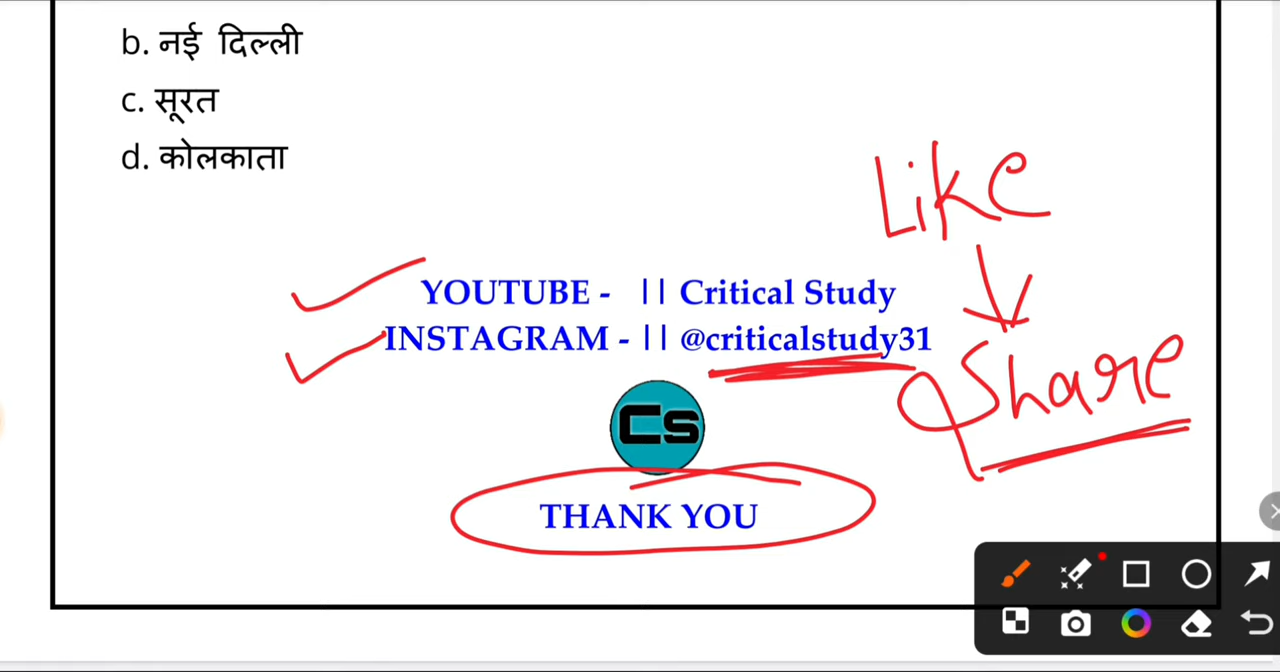 b. नई दिल्ली
c. सूरत
d. कोलकाता
Like
YOUTUBE - || Critical Study
INSTAGRAM - || @criticalstudy31
Share
Cs
THANK YOU